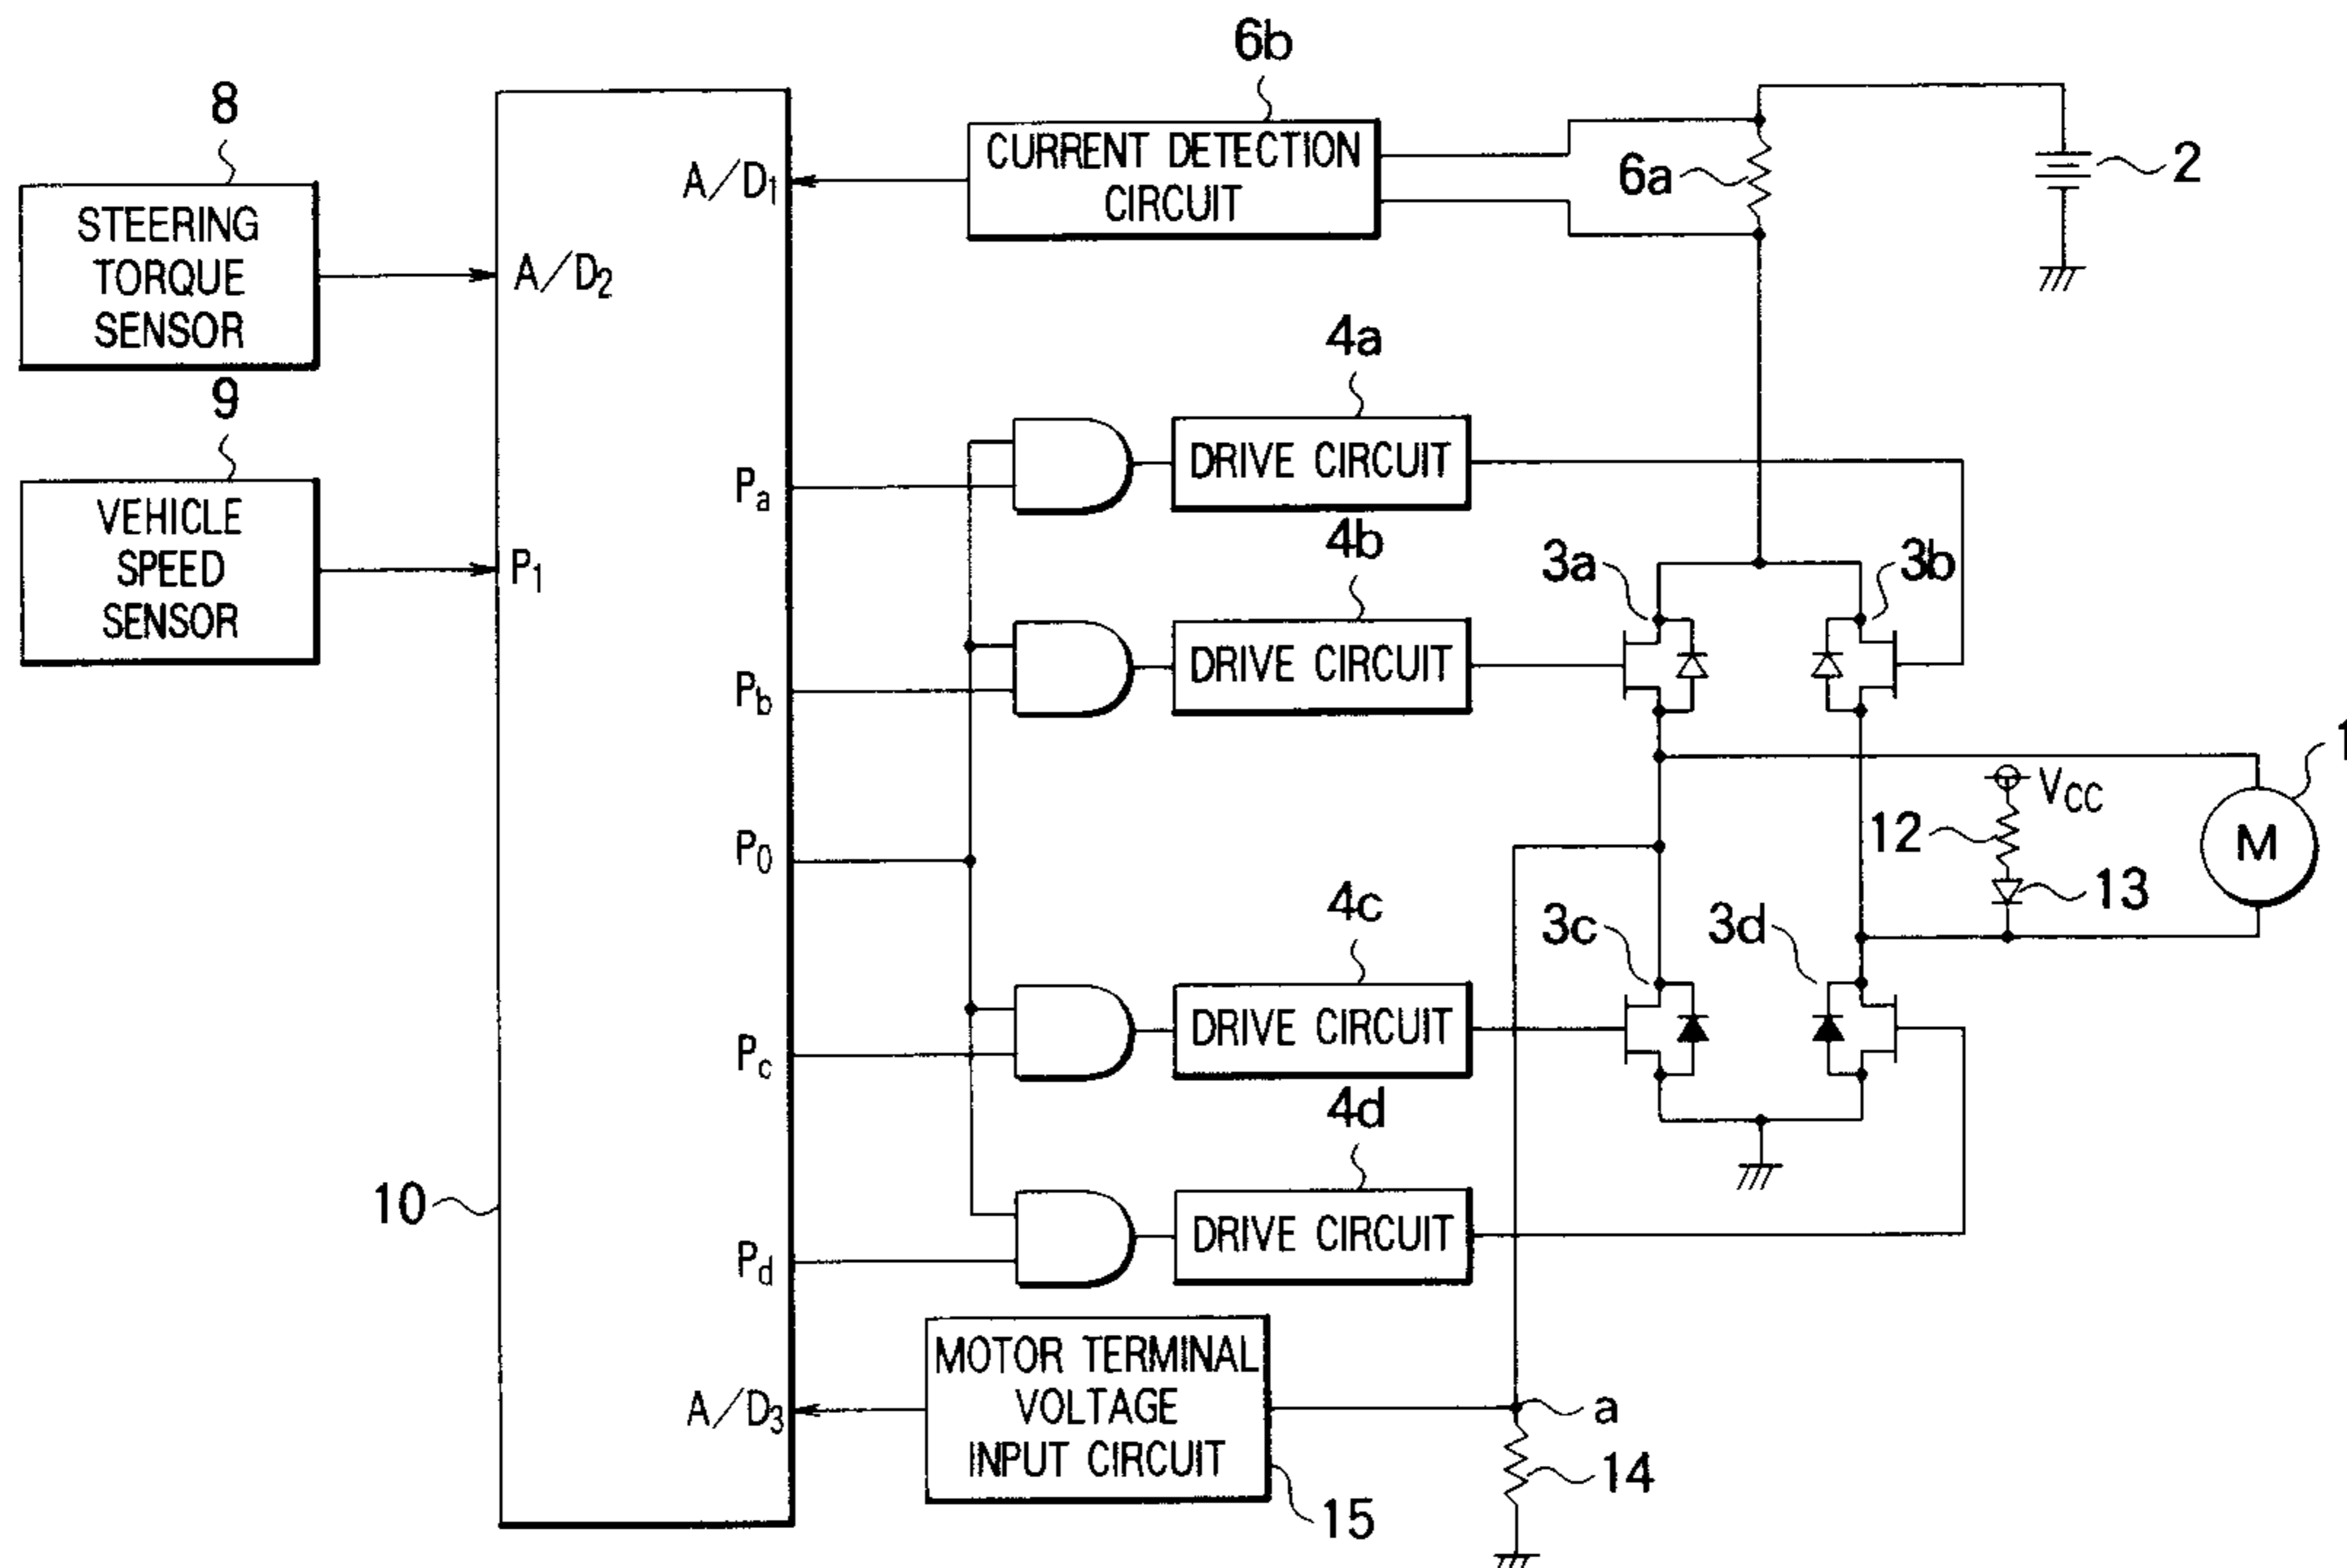 6b
8
CURRENT DETECTION
CIRCUIT
A/D1
6a
2
STEERING
TORQUE
SENSOR
A/D2
4a
9
DRIVE CIRCUIT
Pa
VEHICLE
SPEED
SENSOR
P1
4b
3a
3b
DRIVE CIRCUIT
Pb
1
VCC
12
M
P0
13
4c
3c
3d
DRIVE CIRCUIT
Pc
4d
10
DRIVE CIRCUIT
Pd
MOTOR TERMINAL
VOLTAGE
INPUT CIRCUIT
A/D3
a
14
15